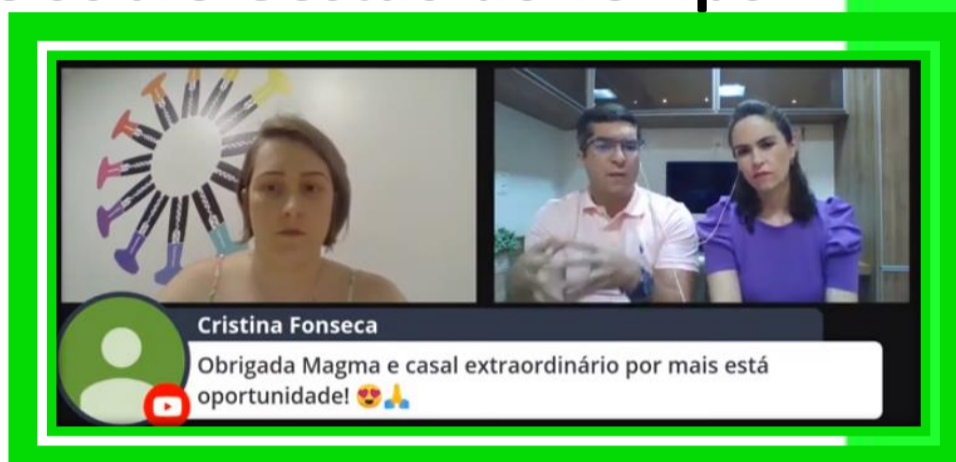 Cristina Fonseca
Obrigada Magma e casal extraordinário por mais está
oportunidade! 😍🙏